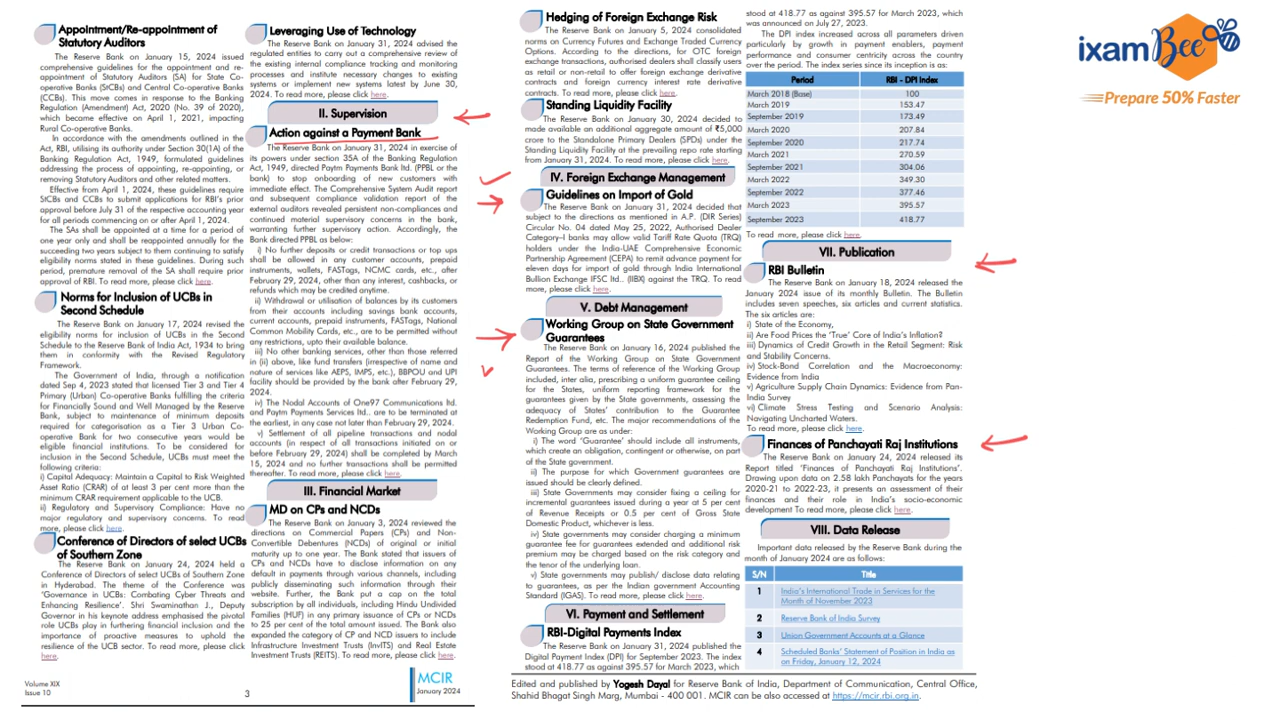 Appointment/Re-appointment of
Statutory Auditors
The Reserve Bank on January 15, 2024 issued
comprehensive guidelines for the appointment and re-
appointment of Statutory Auditors (SA) for State Co-
operative Banks (StCBs) and Central Co-operative Banks
(CCBs). This move comes in response to the Banking
Regulation (Amendment) Act, 2020 (No. 39 of 2020),
which became effective on April 1, 2021, impacting
Rural Co-operative Banks.
In accordance with the amendments outlined in the
Act, RBI, utilising its authority under Section 30(1A) of the
Banking Regulation Act, 1949, formulated guidelines
addressing the process of appointing, re-appointing, or
removing Statutory Auditors and other related matters.
Effective from April 1, 2024, these guidelines require
StCBs and CCBs to submit applications for RBI's prior
approval before July 31 of the respective accounting year
for all periods commencing on or after April 1, 2024.
The SAs shall be appointed at a time for a period of
one year only and shall be reappointed annually for the
succeeding two years subject to them continuing to satisfy
eligibility norms stated in these guidelines. During such
period, premature removal of the SA shall require prior
approval of RBI. To read more, please click here.
Norms for Inclusion of UCBs in
Second Schedule
The Reserve Bank on January 17, 2024 revised the
eligibility norms for inclusion of UCBs in the Second
Schedule to the Reserve Bank of India Act, 1934 to bring
them in conformity with the Revised Regulatory
Framework.
The Government of India, through a notification
dated Sep 4, 2023 stated that licensed Tier 3 and Tier 4
Primary (Urban) Co-operative Banks fulfilling the criteria
for Financially Sound and Well Managed by the Reserve
Bank, subject to maintenance of minimum deposits
required for categorisation as a Tier 3 Urban Co-
operative Bank for two consecutive years would be
eligible financial institutions. To be considered for
inclusion in the Second Schedule, UCBs must meet the
following criteria:
i) Capital Adequacy: Maintain a Capital to Risk Weighted
Asset Ratio (CRAR) of at least 3 per cent more than the
minimum CRAR requirement applicable to the UCB.
ii) Regulatory and Supervisory Compliance: Have no
major regulatory and supervisory concerns. To read
more, please click here.
Conference of Directors of select UCBs
of Southern Zone
The Reserve Bank on January 24, 2024 held a
Conference of Directors of select UCBs of Southern Zone
in Hyderabad. The theme of the Conference was
'Governance in UCBs: Combating Cyber Threats and
Enhancing Resilience'. Shri Swaminathan J., Deputy
Governor in his keynote address emphasised the pivotal
role UCBs play in furthering financial inclusion and the
importance of proactive measures to uphold the
resilience of the UCB sector. To read more, please click
here.
Leveraging Use of Technology
The Reserve Bank on January 31, 2024 advised the
regulated entities to carry out a comprehensive review of
the existing internal compliance tracking and monitoring
processes and institute necessary changes to existing
systems or implement new systems latest by June 30,
2024. To read more, please click here.
II. Supervision
Action against a Payment Bank
The Reserve Bank on January 31, 2024 in exercise of
its powers under section 35A of the Banking Regulation
Act, 1949, directed Paytm Payments Bank ltd. (PPBL or the
bank) to stop onboarding of new customers with
immediate effect. The Comprehensive System Audit report
and subsequent compliance validation report of the
external auditors revealed persistent non-compliances and
continued material supervisory concerns in the bank,
warranting further supervisory action. Accordingly, the
Bank directed PPBL as below:
i) No further deposits or credit transactions or top ups
shall be allowed in any customer accounts, prepaid
instruments, wallets, FASTags, NCMC cards, etc., after
February 29, 2024, other than any interest, cashbacks, or
refunds which may be credited anytime.
ii) Withdrawal or utilisation of balances by its customers
from their accounts including savings bank accounts,
current accounts, prepaid instruments, FASTags, National
Common Mobility Cards, etc., are to be permitted without
any restrictions, upto their available balance.
iii) No other banking services, other than those referred
in (ii) above, like fund transfers (irrespective of name and
nature of services like AEPS, IMPS, etc.), BBPOU and UPI
facility should be provided by the bank after February 29,
2024.
iv) The Nodal Accounts of One97 Communications ltd.
and Paytm Payments Services ltd.. are to be terminated at
the earliest, in any case not later than February 29, 2024.
v) Settlement of all pipeline transactions and nodal
accounts (in respect of all transactions initiated on or
before February 29, 2024) shall be completed by March
15, 2024 and no further transactions shall be permitted
thereafter. To read more, please click here.
III. Financial Market
MD on CPs and NCDs
The Reserve Bank on January 3, 2024 reviewed the
directions on Commercial Papers (CPs) and Non-
Convertible Debentures (NCDs) of original or initial
maturity up to one year. The Bank stated that issuers of
CPs and NCDs have to disclose information on any
default in payments through various channels, including
publicly disseminating such information through their
website. Further, the Bank put a cap on the total
subscription by all individuals, including Hindu Undivided
Families (HUF) in any primary issuance of CPs or NCDs
to 25 per cent of the total amount issued. The Bank also
expanded the category of CP and NCD issuers to include
Infrastructure Investment Trusts (InvITS) and Real Estate
Investment Trusts (REITS). To read more, please click here.
Volume XIX
Issue 10
3
MCIR
January 2024
Hedging of Foreign Exchange Risk
The Reserve Bank on January 5, 2024 consolidated
norms on Currency Futures and Exchange Traded Currency
Options. According to the directions, for OTC foreign
exchange transactions, authorised dealers shall classify users
as retail or non-retail to offer foreign exchange derivative
contracts and foreign currency interest rate derivative
contracts. To read more, please click here.
Standing Liquidity Facility
The Reserve Bank on January 30, 2024 decided to
made available an additional aggregate amount of ₹5,000
crore to the Standalone Primary Dealers (SPDs) under the
Standing Liquidity Facility at the prevailing repo rate starting
from January 31, 2024. To read more, please click here.
IV. Foreign Exchange Management
Guidelines on Import of Gold
The Reserve Bank on January 31, 2024 decided that
subject to the directions as mentioned in A.P. (DIR Series)
Circular No. 04 dated May 25, 2022, Authorised Dealer
Category–I banks may allow valid Tariff Rate Quota (TRQ)
holders under the India-UAE Comprehensive Economic
Partnership Agreement (CEPA) to remit advance payment for
eleven days for import of gold through India International
Bullion Exchange IFSC ltd.. (IIBX) against the TRQ. To read
more, please click here.
V. Debt Management
Working Group on State Government
Guarantees
The Reserve Bank on January 16, 2024 published the
Report of the Working Group on State Government
Guarantees. The terms of reference of the Working Group
included, inter alia, prescribing a uniform guarantee ceiling
for the States, uniform reporting framework for the
guarantees given by the State governments, assessing the
adequacy of States' contribution to the Guarantee
Redemption Fund, etc. The major recommendations of the
Working Group are as under:
i) The word 'Guarantee' should include all instruments,
which create an obligation, contingent or otherwise, on part
of the State government.
ii) The purpose for which Government guarantees are
issued should be clearly defined.
iii) State Governments may consider fixing a ceiling for
incremental guarantees issued during a year at 5 per cent
of Revenue Receipts or 0.5 per cent of Gross State
Domestic Product, whichever is less.
iv) State governments may consider charging a minimum
guarantee fee for guarantees extended and additional risk
premium may be charged based on the risk category and
the tenor of the underlying loan.
v) State governments may publish/ disclose data relating
to guarantees, as per the Indian government Accounting
Standard (IGAS). To read more, please click here.
VI. Payment and Settlement
RBI-Digital Payments Index
The Reserve Bank on January 31, 2024 published the
Digital Payment Index (DPI) for September 2023. The index
stood at 418.77 as against 395.57 for March 2023, which
stood at 418.77 as against 395.57 for March 2023, which
was announced on July 27, 2023.
The DPI index increased across all parameters driven
particularly by growth in payment enablers, payment
performance and consumer centricity across the country
over the period. The index series since its inception is as:
Period RBI - DPI Index
March 2018 (Base) 100
March 2019 153.47
September 2019 173.49
March 2020 207.84
September 2020 217.74
March 2021 270.59
September 2021 304.06
March 2022 349.30
September 2022 377.46
March 2023 395.57
September 2023 418.77
To read more, please click here.
VII. Publication
RBI Bulletin
The Reserve Bank on January 18, 2024 released the
January 2024 issue of its monthly Bulletin. The Bulletin
includes seven speeches, six articles and current statistics.
The six articles are:
i) State of the Economy,
ii) Are Food Prices the 'True' Core of India's Inflation?
iii) Dynamics of Credit Growth in the Retail Segment: Risk
and Stability Concerns.
iv) Stock-Bond Correlation and the Macroeconomy:
Evidence from India
v) Agriculture Supply Chain Dynamics: Evidence from Pan-
India Survey
vi) Climate Stress Testing and Scenario Analysis:
Navigating Uncharted Waters.
To read more, please click here.
Finances of Panchayati Raj Institutions
The Reserve Bank on January 24, 2024 released its
Report titled 'Finances of Panchayati Raj Institutions'.
Drawing upon data on 2.58 lakh Panchayats for the years
2020-21 to 2022-23, it presents an assessment of their
finances and their role in India's socio-economic
development To read more, please click here.
VIII. Data Release
Important data released by the Reserve Bank during the
month of January 2024 are as follows:
S/N Title
1 India's International Trade in Services for the
Month of November 2023
2 Reserve Bank of India Survey
3 Union Government Accounts at a Glance
4 Scheduled Banks' Statement of Position in India as
on Friday, January 12, 2024
Edited and published by Yogesh Dayal for Reserve Bank of India, Department of Communication, Central Office,
Shahid Bhagat Singh Marg, Mumbai - 400 001. MCIR can be also accessed at https://mcir.rbi.org.in.
ixamBee
Prepare 50% Faster